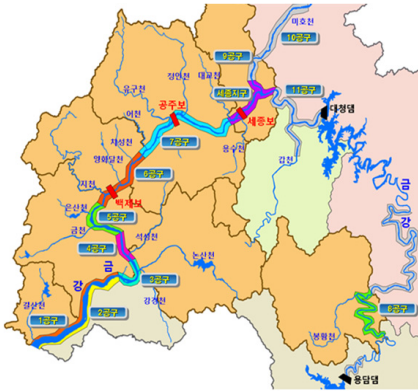 미호천
10공구
9공구
정안천
대교천
유구천
세종지구
11공구
대청댐
공주보
어천
세종보
치성천
7공구
용수천
갑천
6공구
지천
은산천
백제보
5공구
금천
석성천
금
강
4공구
논산천
금
강
3공구
강경천
길산천
1공구
2공구
8공구
봉황천
용담댐